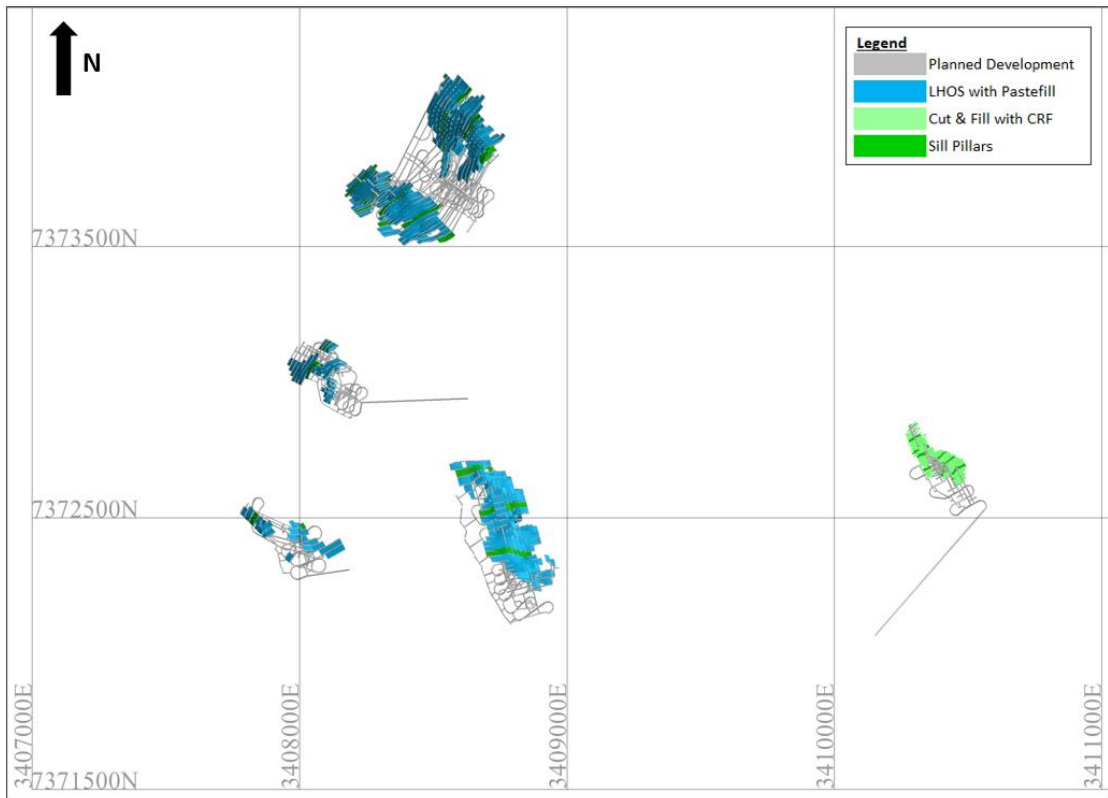 N
Legend
Planned Development
LHOS with Pastefill
Cut & Fill with CRF
Sill Pillars
7373500N
7372500N
7371500N
3407000E
3408000E
3409000E
3410000E
3411000E